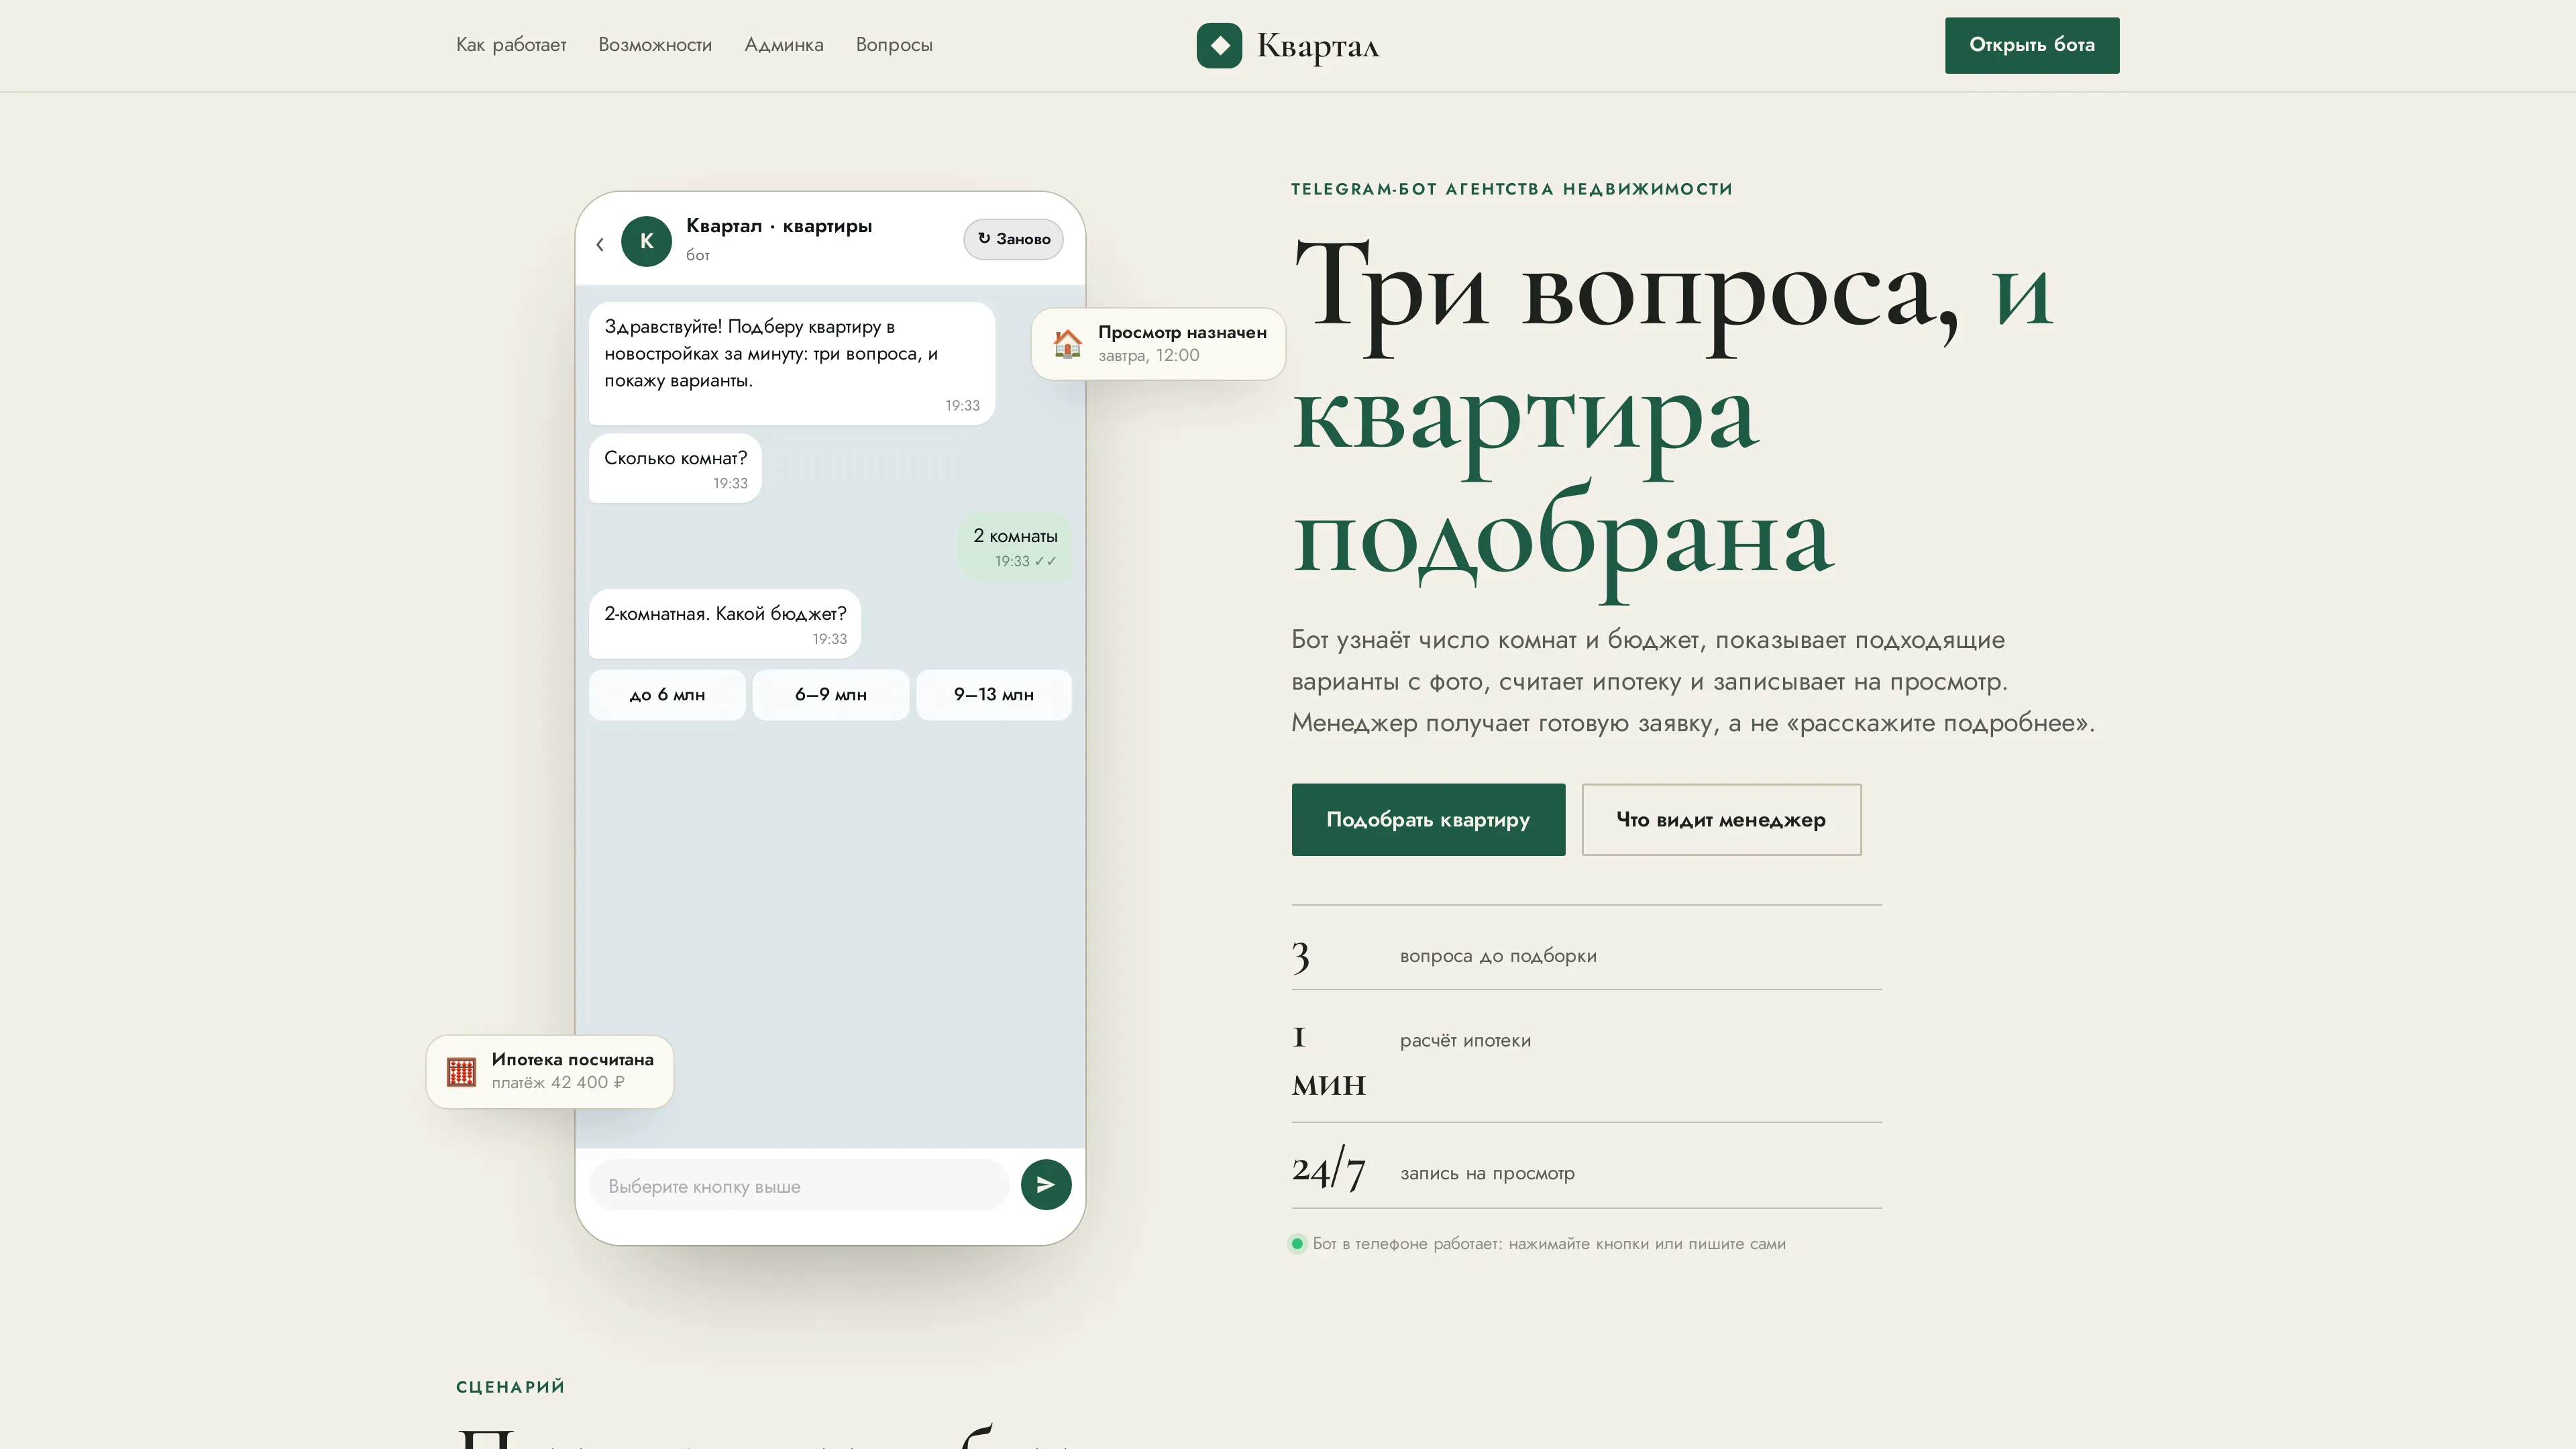 Как работает
Возможности
Админка
Вопросы
Квартал
Открыть бота
К
Квартал · квартиры
бот
↻ Заново
Здравствуйте! Подберу квартиру в
новостройках за минуту: три вопроса, и
покажу варианты.
19:33
Сколько комнат?
19:33
2 комнаты
19:33 ✓✓
2-комнатная. Какой бюджет?
19:33
до 6 млн
6–9 млн
9–13 млн
Выберите кнопку выше
Просмотр назначен
завтра, 12:00
Ипотека посчитана
платёж 42 400 ₽
TELEGRAM-БОТ АГЕНТСТВА НЕДВИЖИМОСТИ
Три вопроса, и
квартира
подобрана
Бот узнаёт число комнат и бюджет, показывает подходящие
варианты с фото, считает ипотеку и записывает на просмотр.
Менеджер получает готовую заявку, а не «расскажите подробнее».
Подобрать квартиру
Что видит менеджер
3
вопроса до подборки
1
мин
расчёт ипотеки
24/7
запись на просмотр
Бот в телефоне работает: нажимайте кнопки или пишите сами
СЦЕНАРИЙ